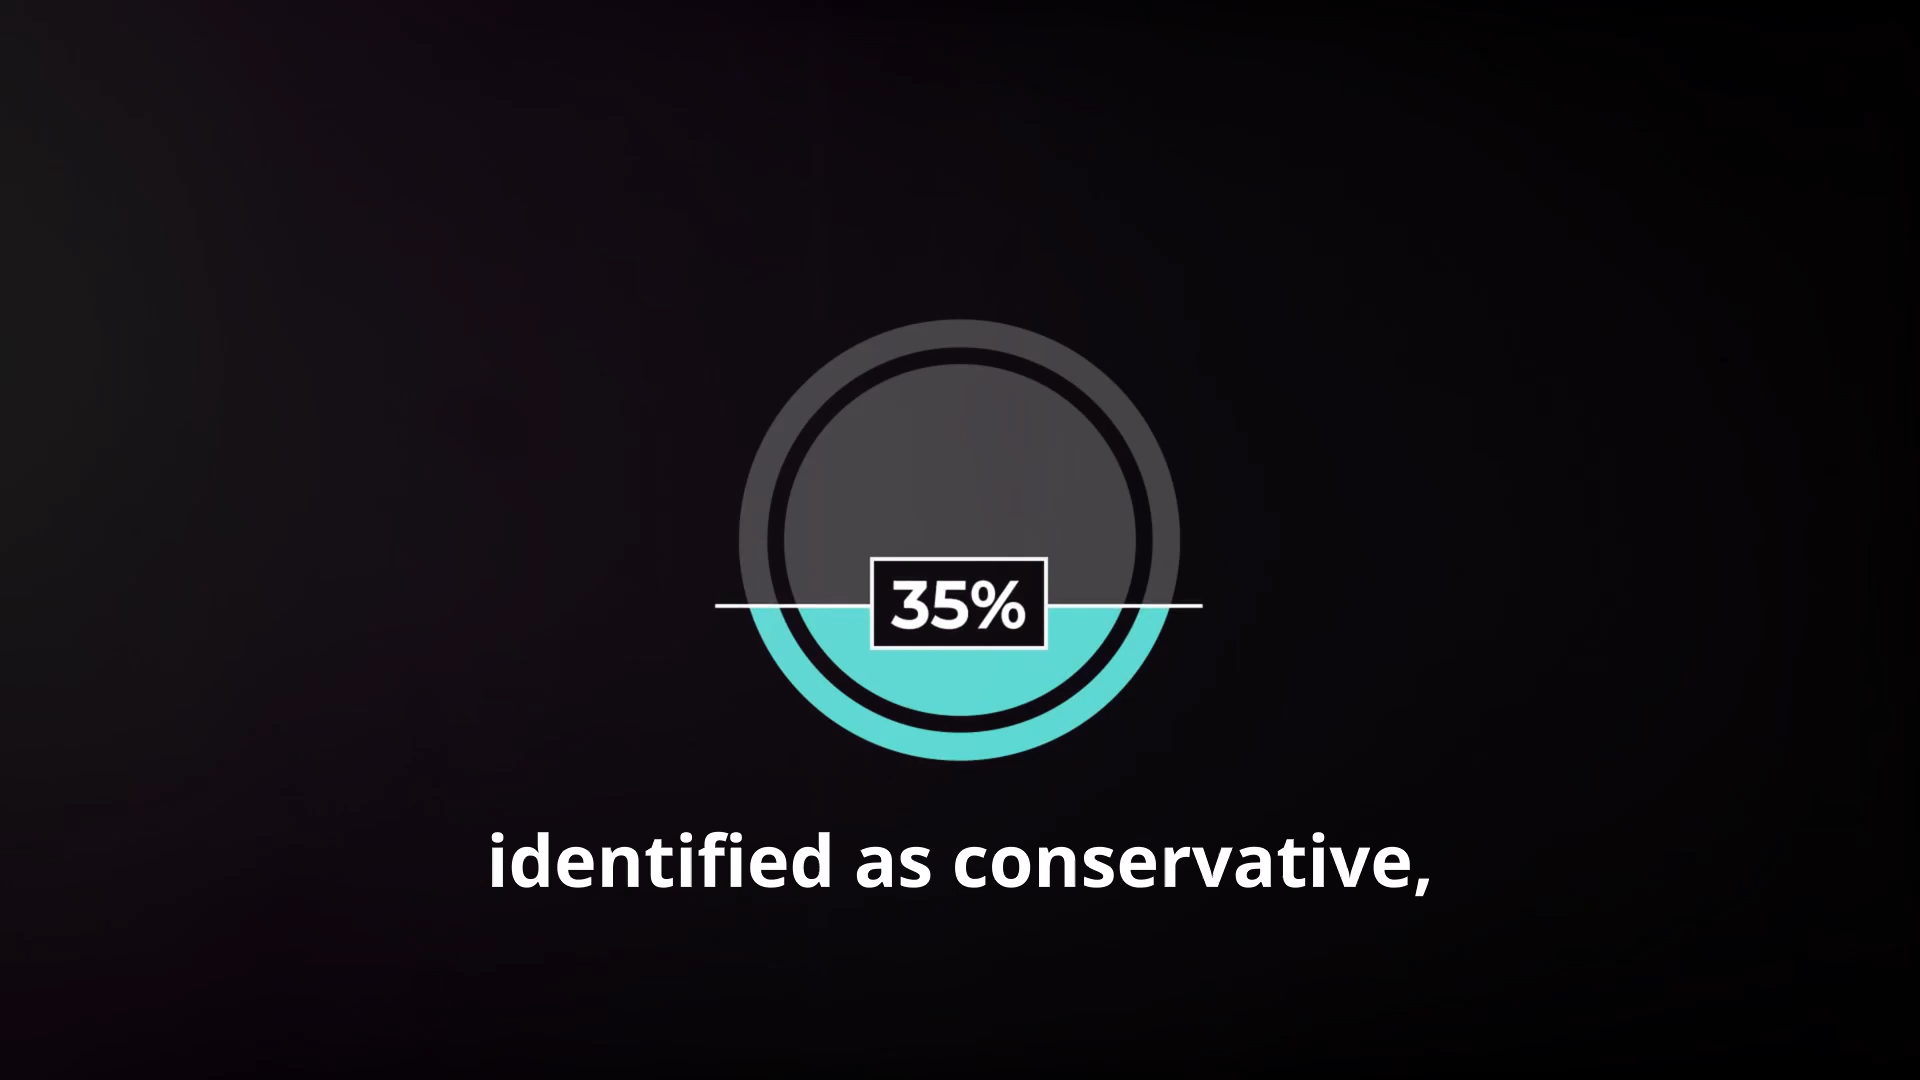 35%
identified as conservative,